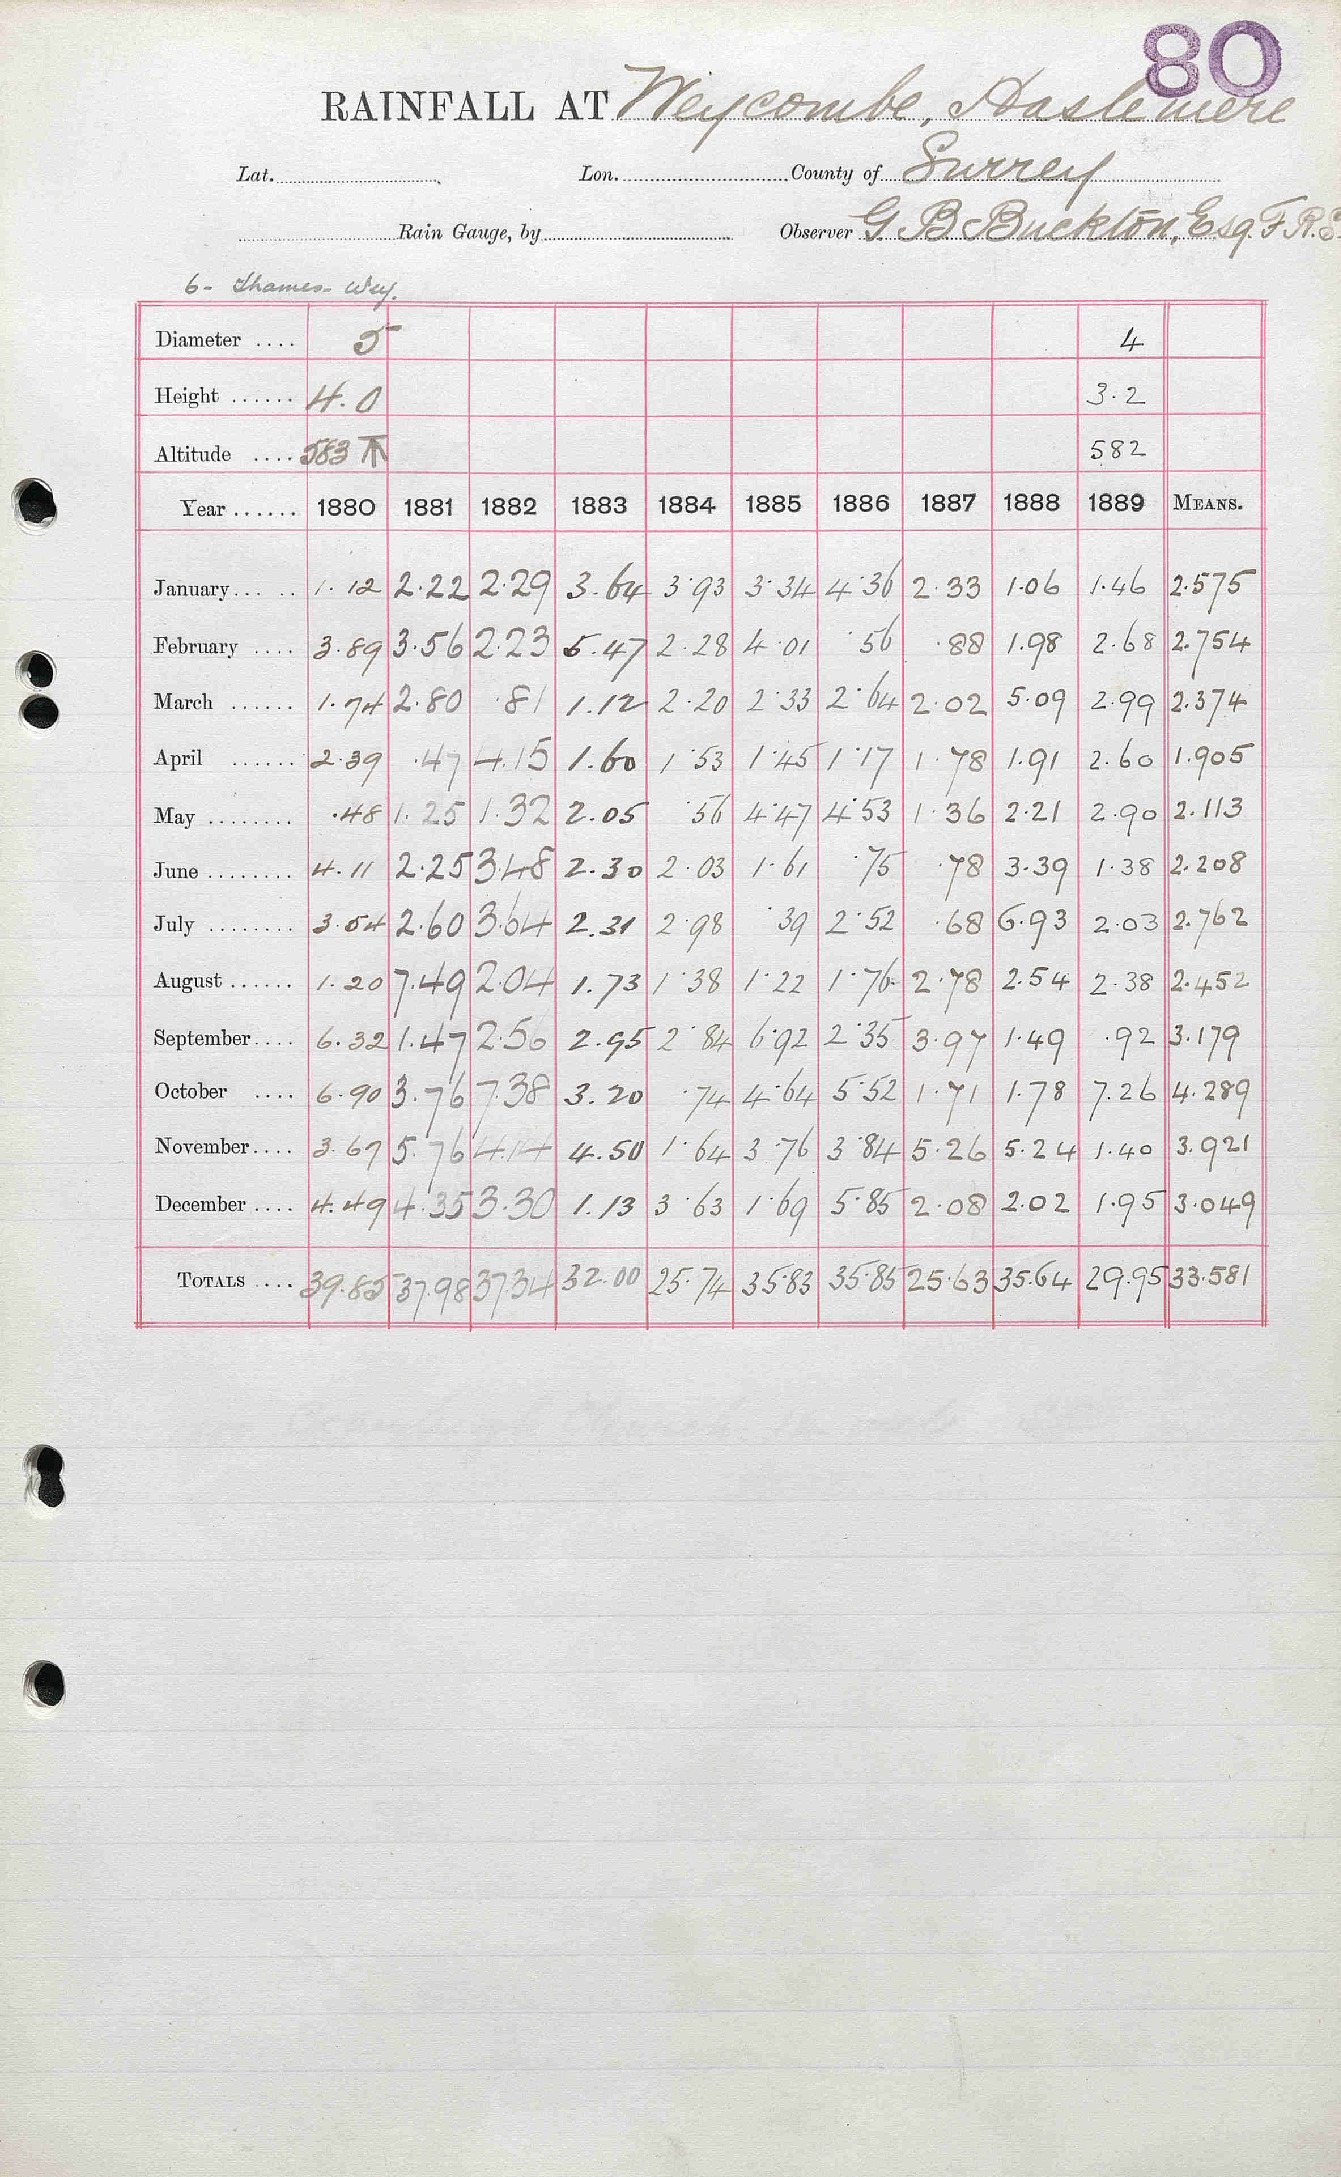 80
RAINFALL AT Weycombe, Haslemere
Lat. Lon. County of Surrey
Rain Gauge, by Observer G. B Buckton, Esq. F.R.S.
6- Thames- Wey.
Diameter .... 5 4
Height ...... 4.0 3.2
Altitude .... 583 582
Year ...... 1880 1881 1882 1883 1884 1885 1886 1887 1888 1889 MEANS.
January ...... 1.12 2.22 2.29 3.64 3.93 3.34 4.36 2.33 1.06 1.46 2.575
February .... 3.89 3.56 2.23 5.47 2.28 4.01 .56 .88 1.98 2.68 2.754
March ...... 1.74 2.80 .81 1.12 2.20 2.33 2.64 2.02 5.09 2.99 2.374
April ...... 2.39 .47 4.15 1.60 1.53 1.45 1.17 1.78 1.91 2.60 1.905
May ........ .48 1.25 1.32 2.05 .56 4.47 4.53 1.36 2.21 2.90 2.113
June ........ 4.11 2.25 3.48 2.30 2.03 1.61 .75 .78 3.39 1.38 2.208
July ........ 3.54 2.60 3.64 2.31 2.98 .39 2.52 .68 6.93 2.03 2.762
August ...... 1.20 7.49 2.04 1.73 1.38 1.22 1.76 2.78 2.54 2.38 2.452
September .... 6.32 1.47 2.56 2.95 2.84 6.92 2.35 3.97 1.49 .92 3.179
October .... 6.90 3.76 7.38 3.20 .74 4.64 5.52 1.71 1.78 7.26 4.289
November .... 3.67 5.76 4.14 4.50 1.64 3.76 3.84 5.26 5.24 1.40 3.921
December .... 4.49 4.35 3.30 1.13 3.63 1.69 5.85 2.08 2.02 1.95 3.049
TOTALS .... 39.85 37.98 37.34 32.00 25.74 35.83 35.85 25.63 35.64 29.95 33.581